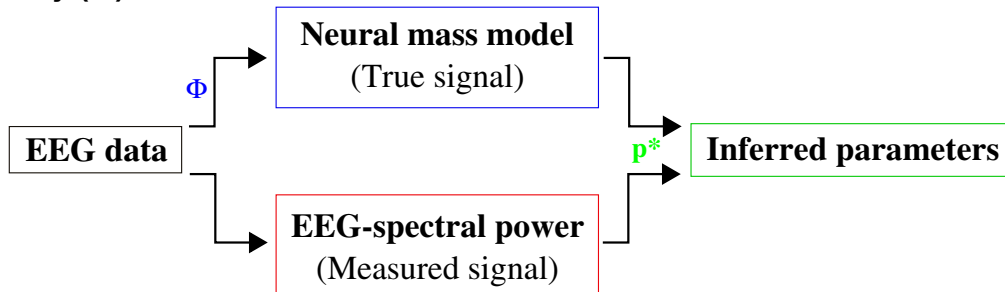 Neural mass model
(True signal)
Φ
EEG data
p*
Inferred parameters
EEG-spectral power
(Measured signal)